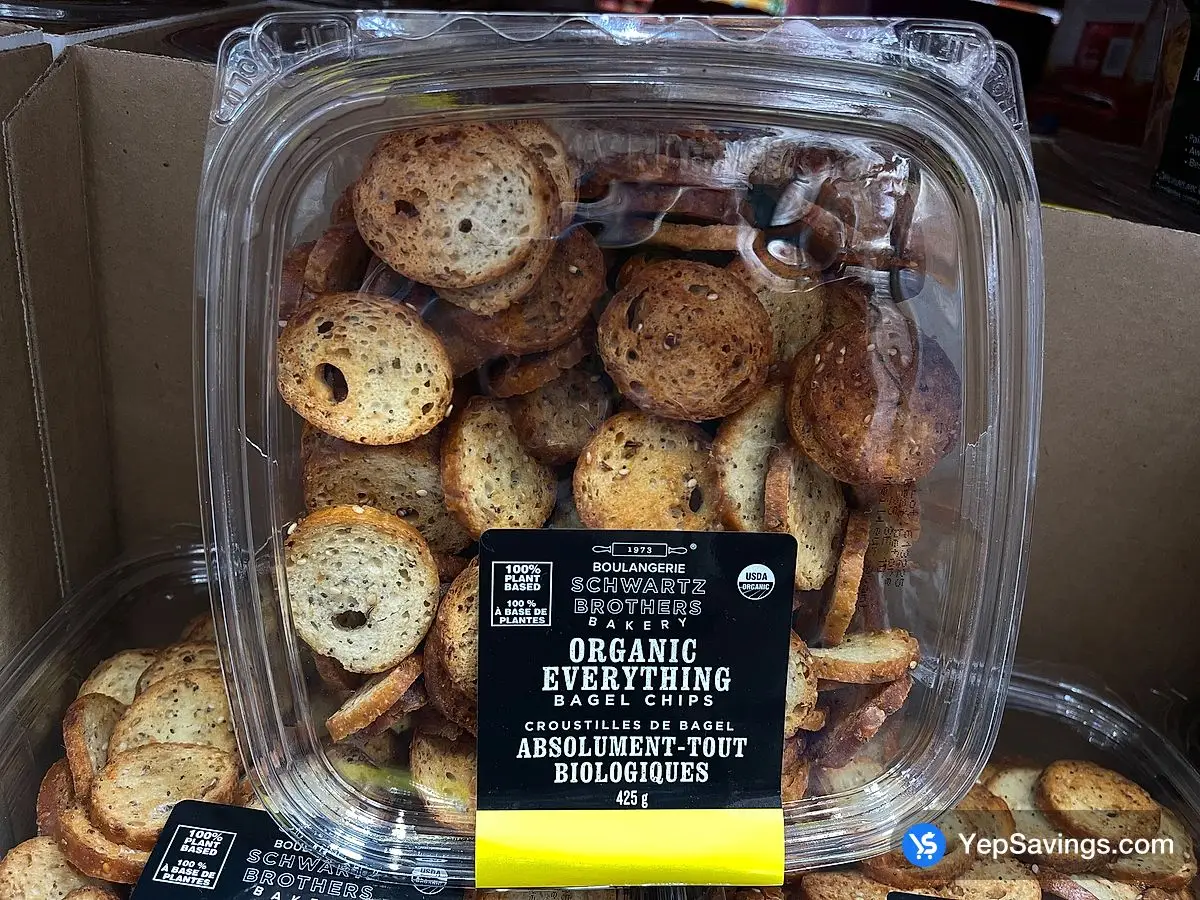 1973
BOULANGERIE
SCHWARTZ
BROTHERS
BAKERY
100%
PLANT
BASED
100 %
À BASE DE
PLANTES
USDA
ORGANIC
ORGANIC
EVERYTHING
BAGEL CHIPS
CROUSTILLES DE BAGEL
ABSOLUMENT-TOUT
BIOLOGIQUES
425 g
100%
PLANT
BASED
100 %
À BASE DE
PLANTES
SCHWARTZ
BROTHERS
YepSavings.com